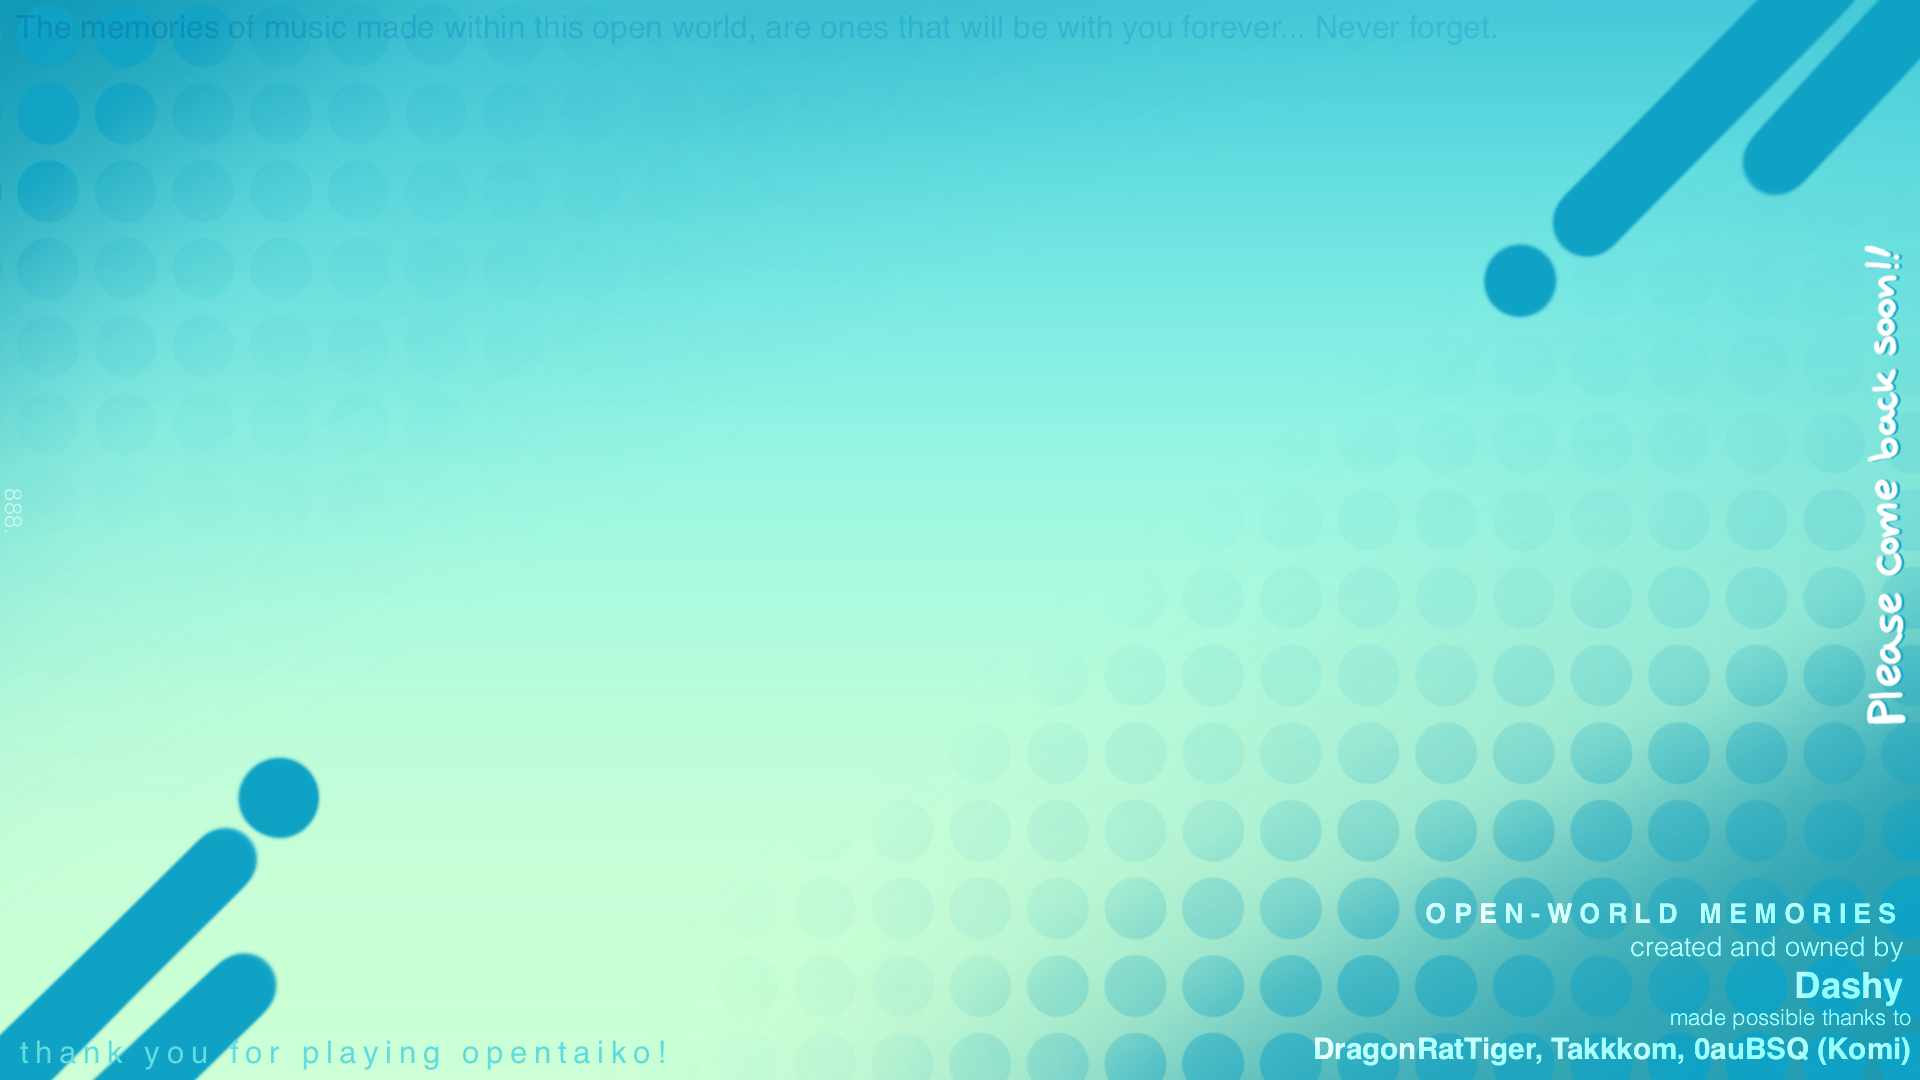 The memories of music made within this open world, are ones that will be with you forever... Never forget.
Please come back soon!!
888.
OPEN-WORLD MEMORIES
created and owned by
Dashy
made possible thanks to
DragonRatTiger, Takkkom, 0auBSQ (Komi)
thank you for playing opentaiko!